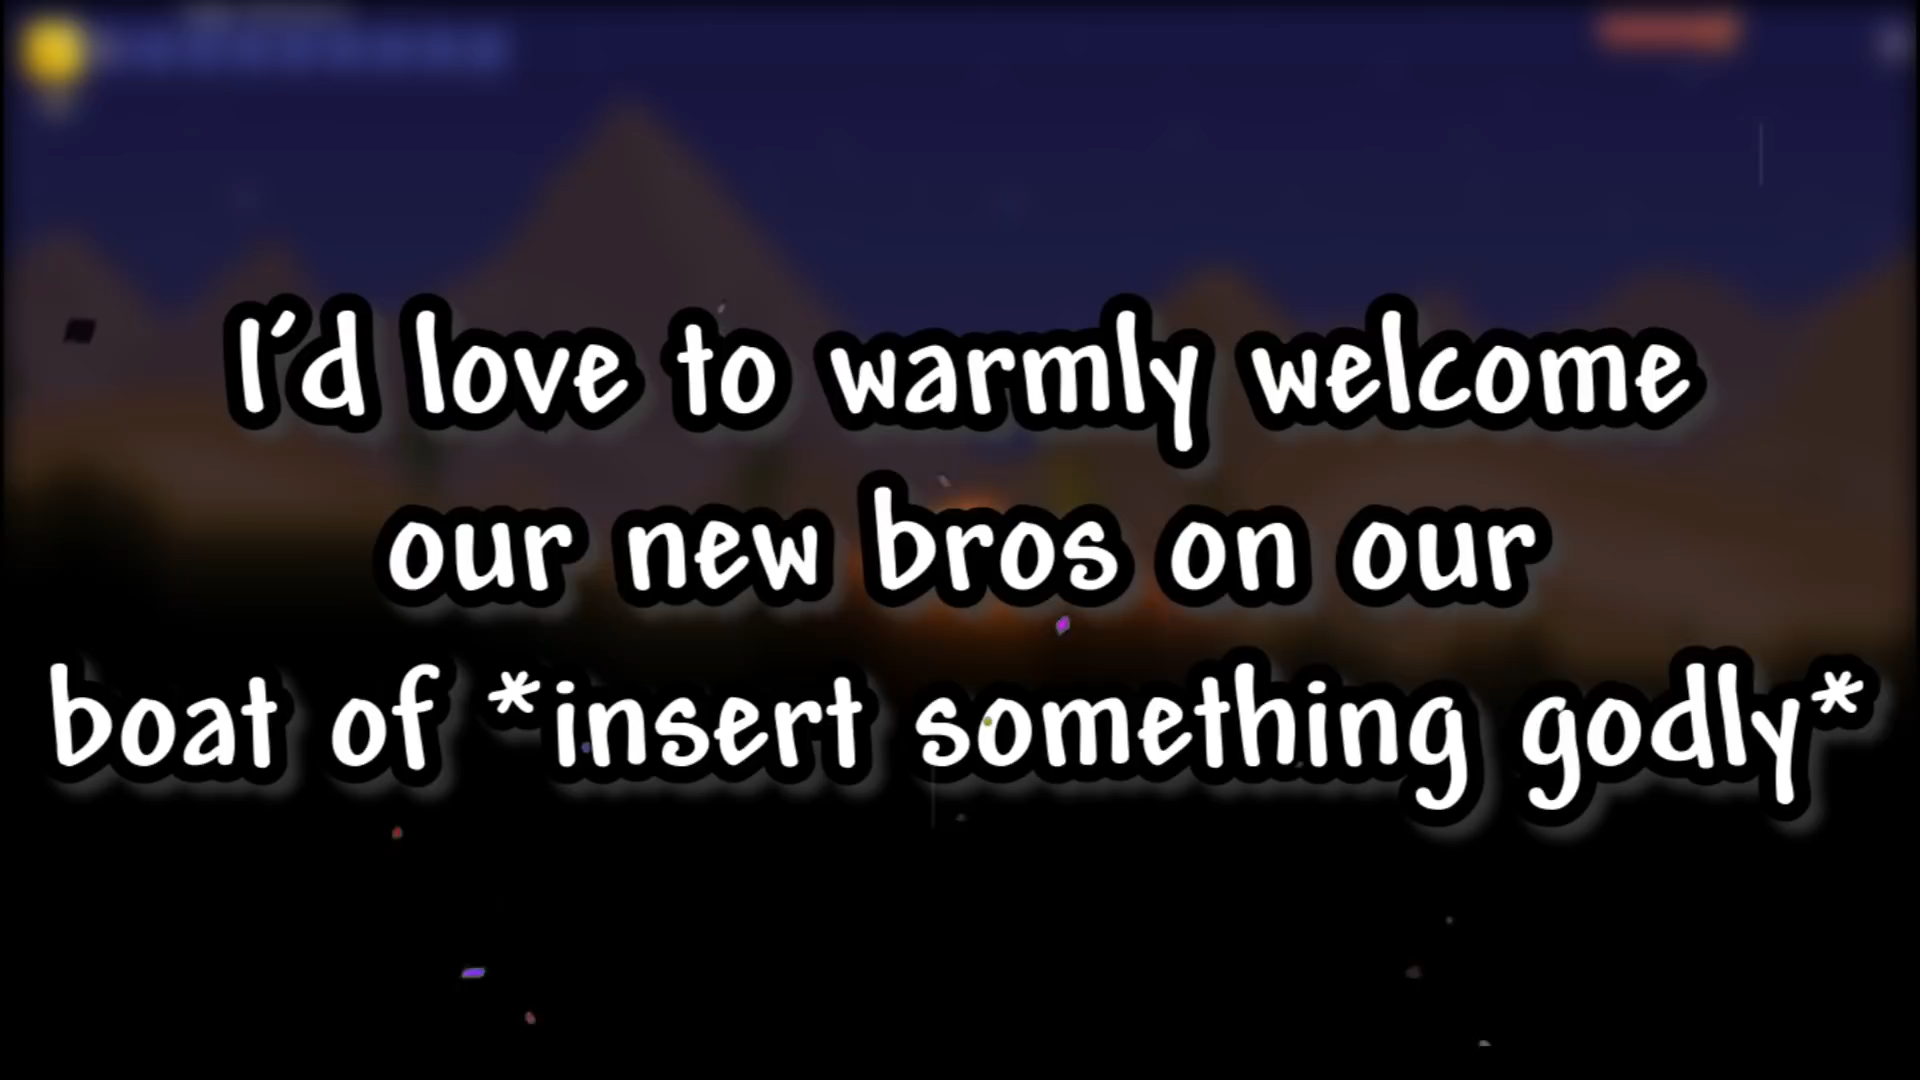 I'd love to warmly welcome
our new bros on our
boat of *insert something godly*